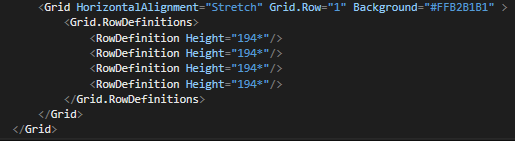 <Grid HorizontalAlignment="Stretch" Grid.Row="1" Background="#FFB2B1B1" >
<Grid.RowDefinitions>
<RowDefinition Height="194*"/>
<RowDefinition Height="194*"/>
<RowDefinition Height="194*"/>
<RowDefinition Height="194*"/>
</Grid.RowDefinitions>
</Grid>
</Grid>